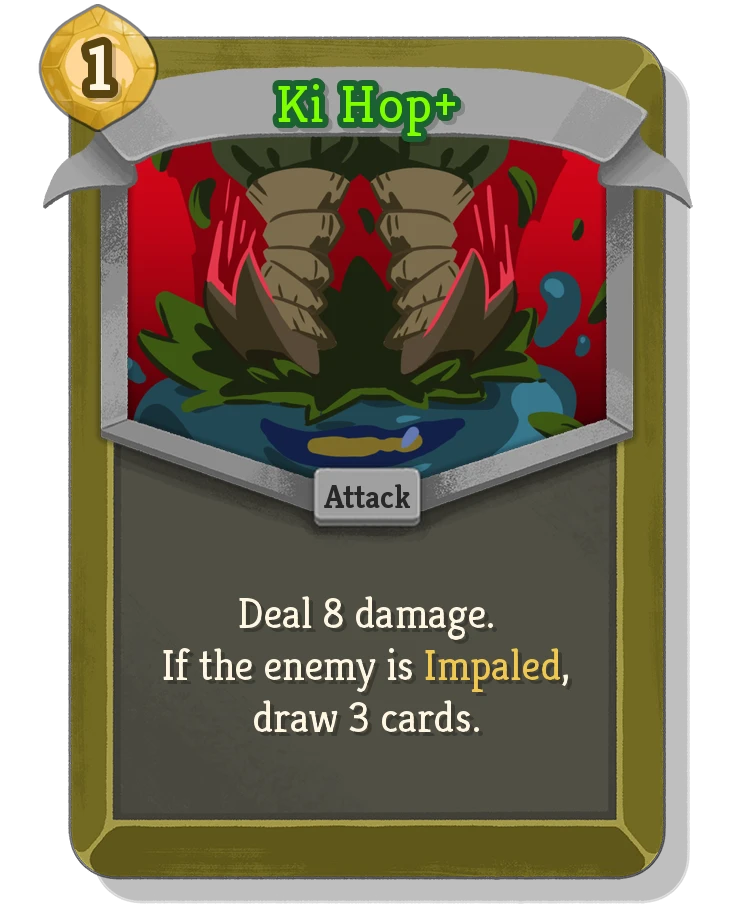 1
Ki Hop+
Attack
Deal 8 damage.
If the enemy is Impaled,
draw 3 cards.